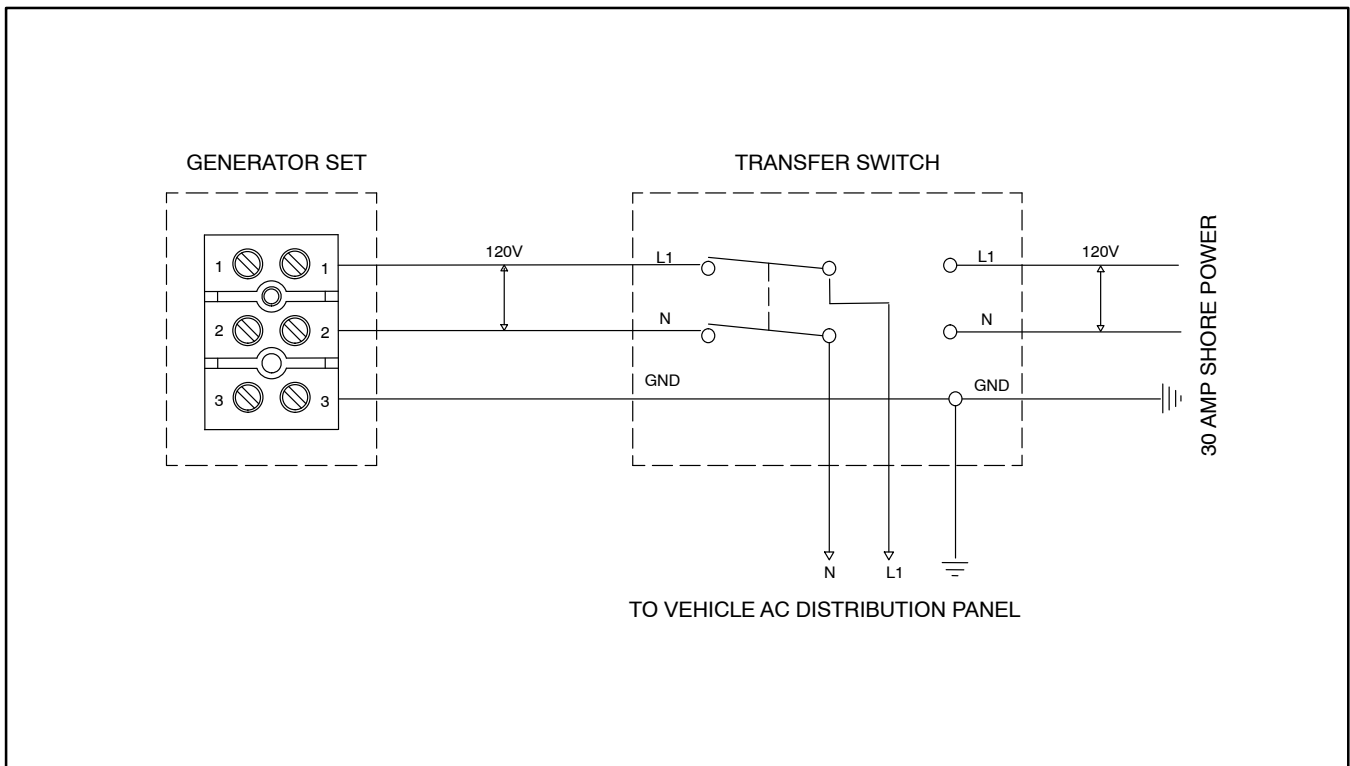 GENERATOR SET
TRANSFER SWITCH
1 1
120V
L1
L1
120V
2 2
N
N
3 3
GND
GND
30 AMP SHORE POWER
N
L1
TO VEHICLE AC DISTRIBUTION PANEL